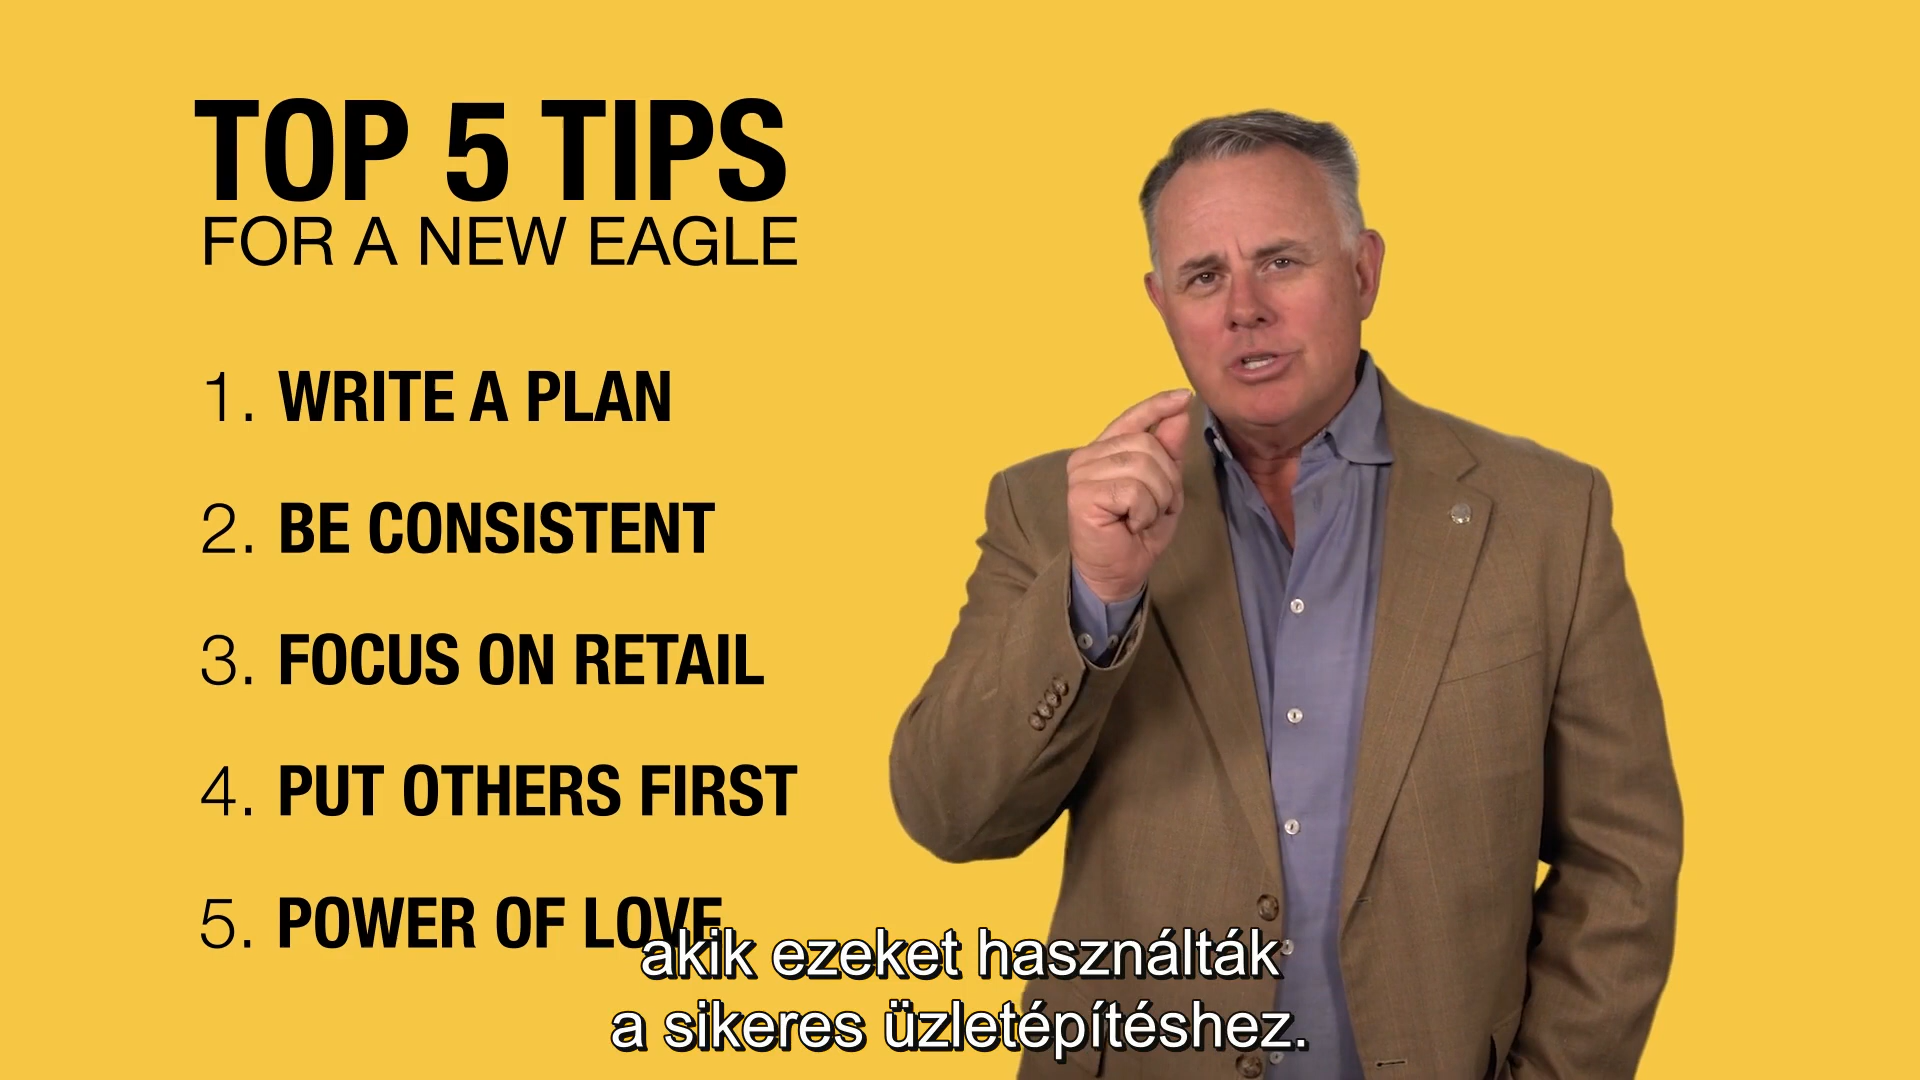 TOP 5 TIPS
FOR A NEW EAGLE
1. WRITE A PLAN
2. BE CONSISTENT
3. FOCUS ON RETAIL
4. PUT OTHERS FIRST
5. POWER OF LOVE
akik ezeket használták
a sikeres üzletépítéshez.